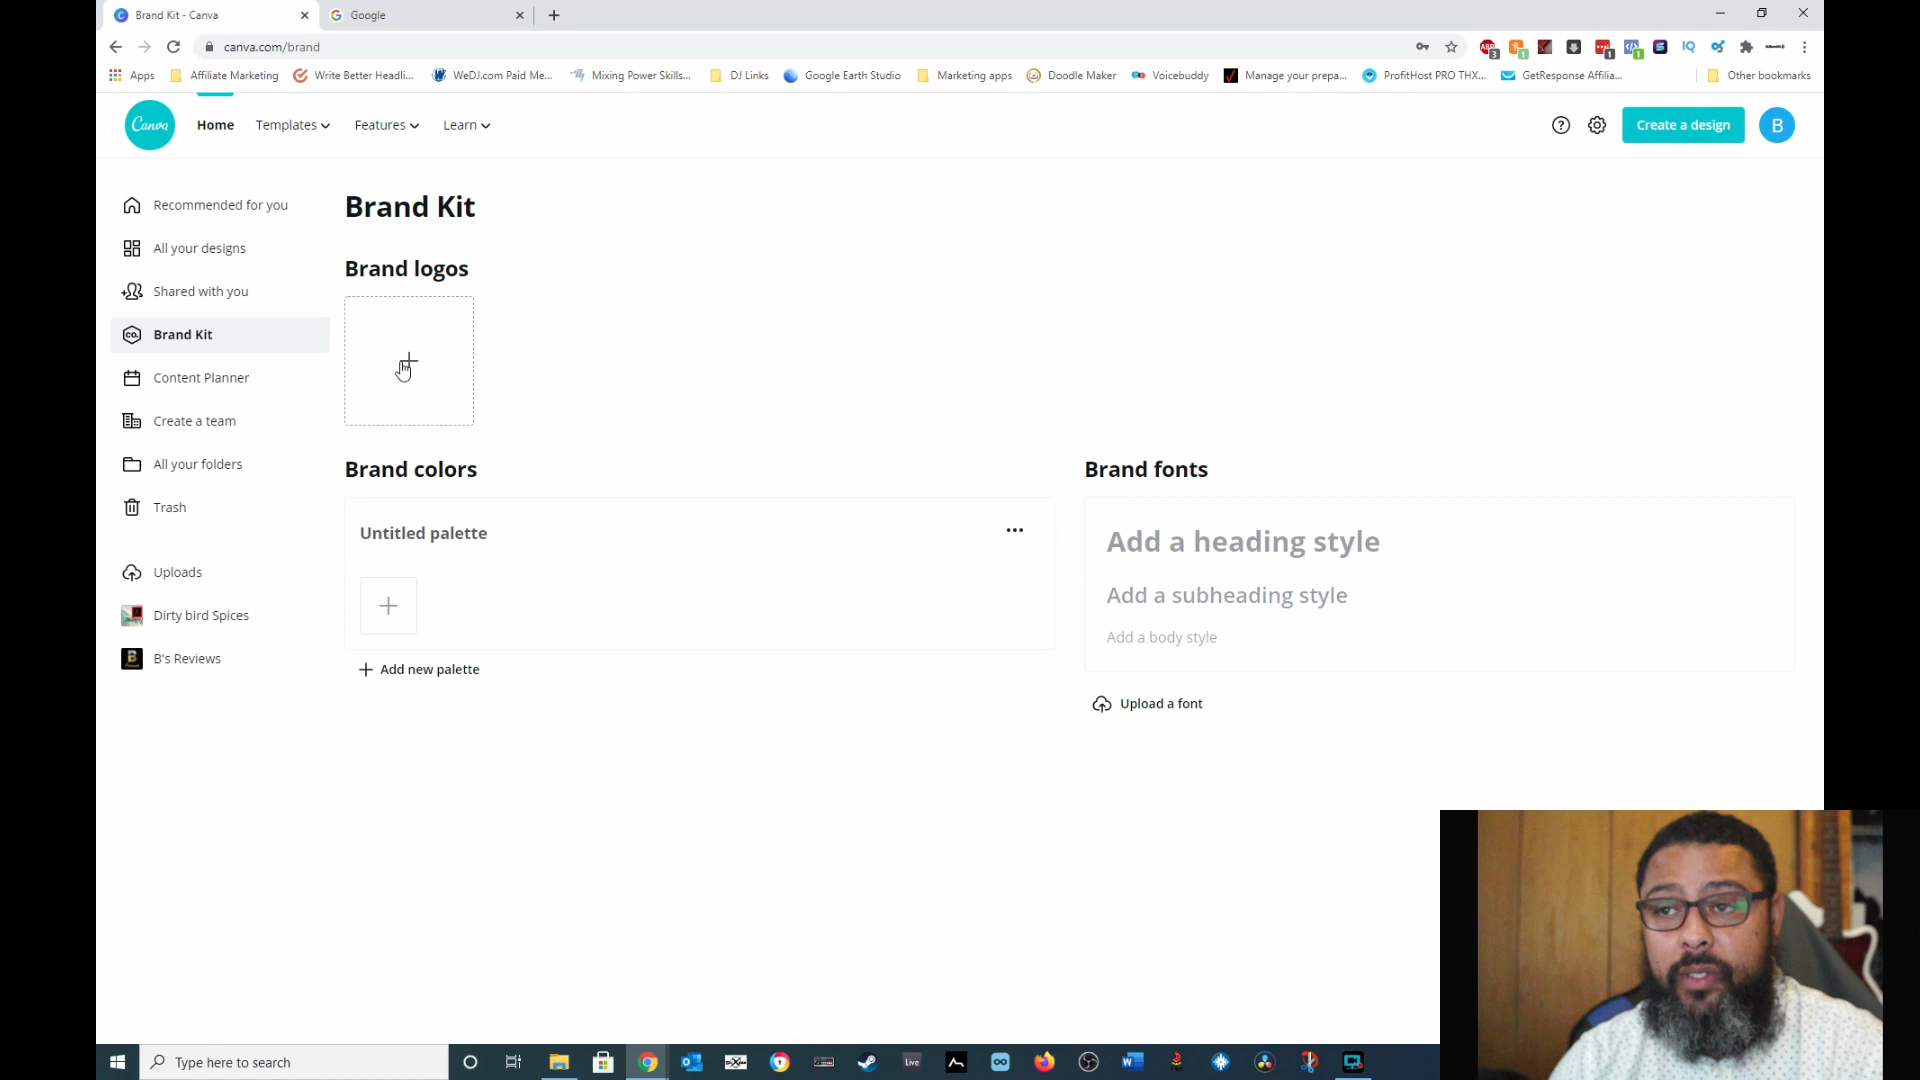 Brand Kit - Canva
Google
canva.com/brand
Apps
Affiliate Marketing
Write Better Headli...
WeDJ.com Paid Me...
Mixing Power Skills...
DJ Links
Google Earth Studio
Marketing apps
Doodle Maker
Voicebuddy
Manage your prepa...
ProfitHost PRO THX...
GetResponse Affilia...
Other bookmarks
Canva
Home
Templates
Features
Learn
Create a design
B
Recommended for you
All your designs
Shared with you
CO.
Brand Kit
Content Planner
Create a team
All your folders
Trash
Uploads
Dirty bird Spices
B's Reviews
Brand Kit
Brand logos
Brand colors
Untitled palette
Add new palette
Brand fonts
Add a heading style
Add a subheading style
Add a body style
Upload a font
Type here to search
Live